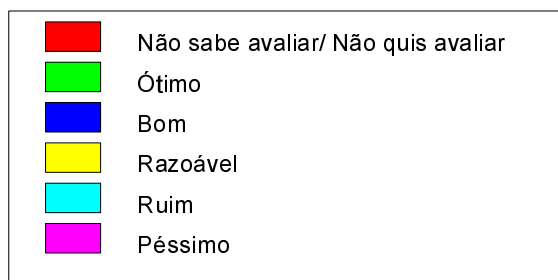 Não sabe avaliar/ Não quis avaliar
Ótimo
Bom
Razoável
Ruim
Péssimo